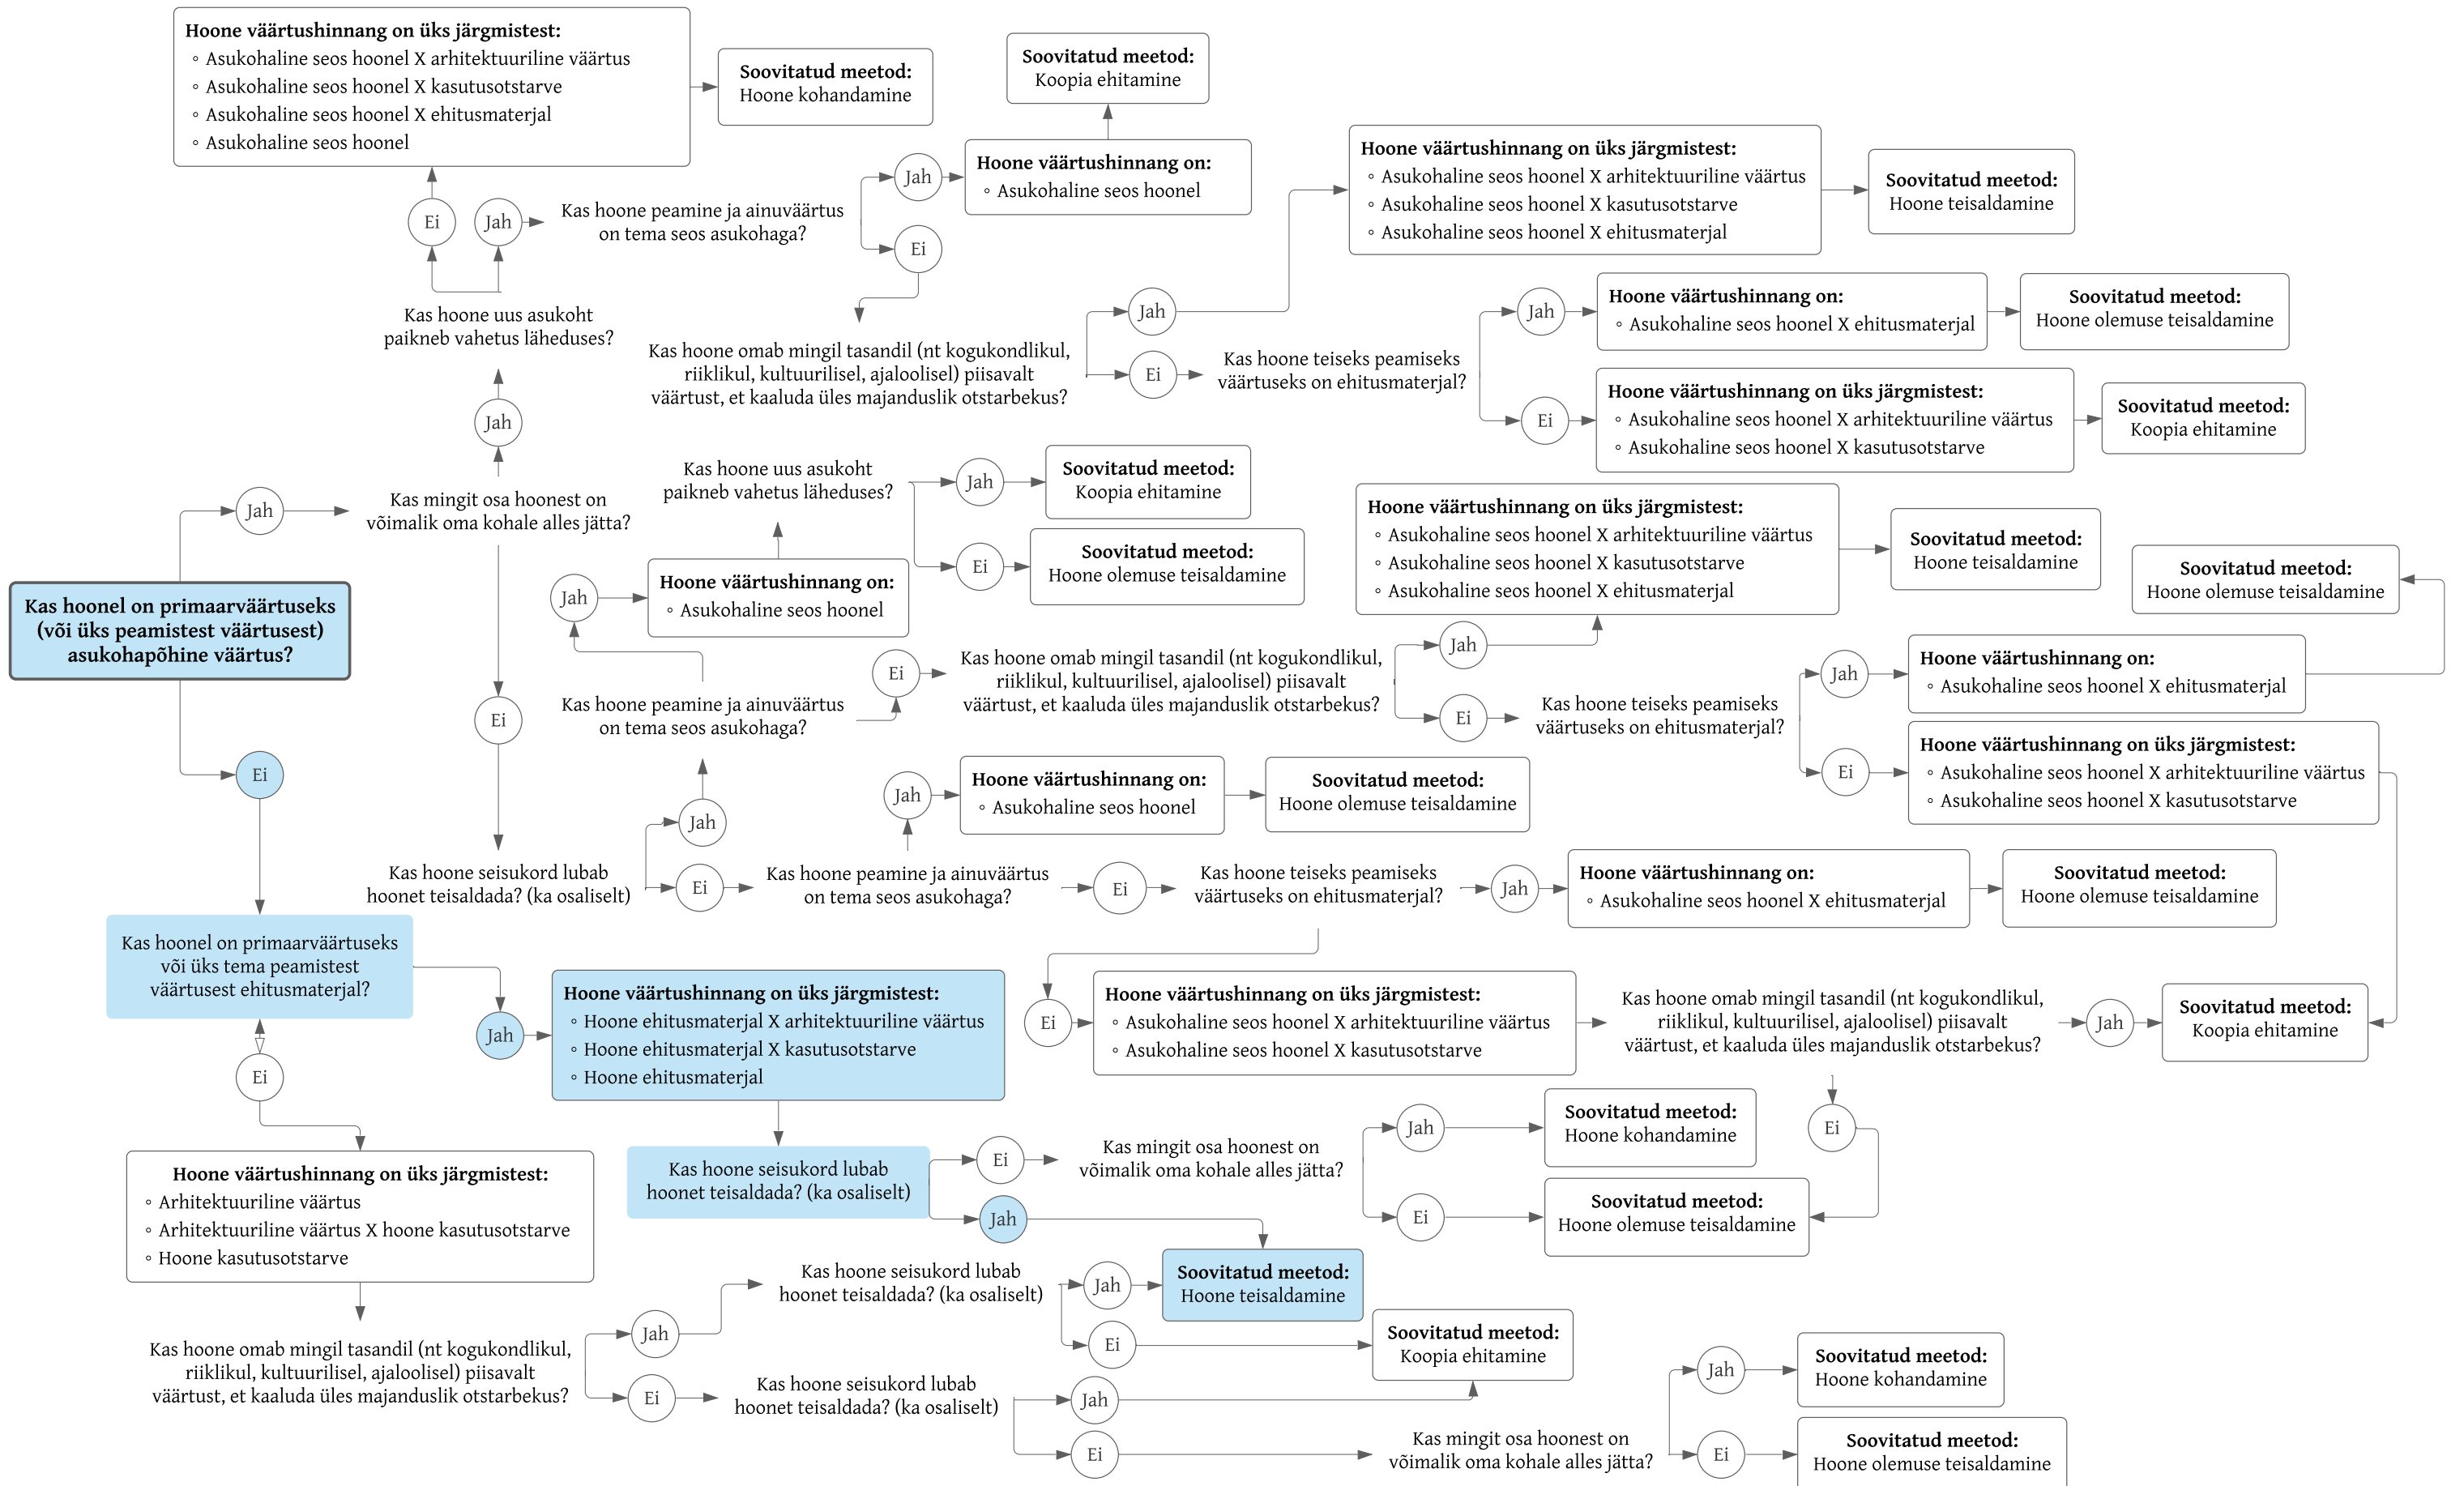 Hoone väärtushinnang on üks järgmistest:
◦ Asukohaline seos hoonel X arhitektuuriline väärtus
◦ Asukohaline seos hoonel X kasutusotstarve
◦ Asukohaline seos hoonel X ehitusmaterjal
◦ Asukohaline seos hoonel
Soovitatud meetod:
Hoone kohandamine
Soovitatud meetod:
Koopia ehitamine
Ei
Jah
Kas hoone peamine ja ainuväärtus
on tema seos asukohaga?
Jah
Hoone väärtushinnang on:
◦ Asukohaline seos hoonel
Ei
Hoone väärtushinnang on üks järgmistest:
◦ Asukohaline seos hoonel X arhitektuuriline väärtus
◦ Asukohaline seos hoonel X kasutusotstarve
◦ Asukohaline seos hoonel X ehitusmaterjal
Soovitatud meetod:
Hoone teisaldamine
Kas hoone uus asukoht
paikneb vahetus läheduses?
Kas hoone omab mingil tasandil (nt kogukondlikul,
riiklikul, kultuurilisel, ajaloolisel) piisavalt
väärtust, et kaaluda üles majanduslik otstarbekus?
Jah
Ei
Kas hoone teiseks peamiseks
väärtuseks on ehitusmaterjal?
Jah
Hoone väärtushinnang on:
◦ Asukohaline seos hoonel X ehitusmaterjal
Soovitatud meetod:
Hoone olemuse teisaldamine
Ei
Hoone väärtushinnang on üks järgmistest:
◦ Asukohaline seos hoonel X arhitektuuriline väärtus
◦ Asukohaline seos hoonel X kasutusotstarve
Soovitatud meetod:
Koopia ehitamine
Jah
Jah
Kas mingit osa hoonest on
võimalik oma kohale alles jätta?
Kas hoone uus asukoht
paikneb vahetus läheduses?
Jah
Soovitatud meetod:
Koopia ehitamine
Ei
Soovitatud meetod:
Hoone olemuse teisaldamine
Hoone väärtushinnang on üks järgmistest:
◦ Asukohaline seos hoonel X arhitektuuriline väärtus
◦ Asukohaline seos hoonel X kasutusotstarve
◦ Asukohaline seos hoonel X ehitusmaterjal
Soovitatud meetod:
Hoone teisaldamine
Soovitatud meetod:
Hoone olemuse teisaldamine
Kas hoonel on primaarväärtuseks
(või üks peamistest väärtusest)
asukohapõhine väärtus?
Jah
Hoone väärtushinnang on:
◦ Asukohaline seos hoonel
Ei
Kas hoone peamine ja ainuväärtus
on tema seos asukohaga?
Ei
Kas hoone omab mingil tasandil (nt kogukondlikul,
riiklikul, kultuurilisel, ajaloolisel) piisavalt
väärtust, et kaaluda üles majanduslik otstarbekus?
Jah
Ei
Kas hoone teiseks peamiseks
väärtuseks on ehitusmaterjal?
Jah
Hoone väärtushinnang on:
◦ Asukohaline seos hoonel X ehitusmaterjal
Ei
Hoone väärtushinnang on üks järgmistest:
◦ Asukohaline seos hoonel X arhitektuuriline väärtus
◦ Asukohaline seos hoonel X kasutusotstarve
Ei
Jah
Hoone väärtushinnang on:
◦ Asukohaline seos hoonel
Soovitatud meetod:
Hoone olemuse teisaldamine
Kas hoone seisukord lubab
hoonet teisaldada? (ka osaliselt)
Jah
Ei
Kas hoone peamine ja ainuväärtus
on tema seos asukohaga?
Ei
Kas hoone teiseks peamiseks
väärtuseks on ehitusmaterjal?
Jah
Hoone väärtushinnang on:
◦ Asukohaline seos hoonel X ehitusmaterjal
Soovitatud meetod:
Hoone olemuse teisaldamine
Kas hoonel on primaarväärtuseks
või üks tema peamistest
väärtusest ehitusmaterjal?
Jah
Hoone väärtushinnang on üks järgmistest:
◦ Hoone ehitusmaterjal X arhitektuuriline väärtus
◦ Hoone ehitusmaterjal X kasutusotstarve
◦ Hoone ehitusmaterjal
Ei
Hoone väärtushinnang on üks järgmistest:
◦ Asukohaline seos hoonel X arhitektuuriline väärtus
◦ Asukohaline seos hoonel X kasutusotstarve
Kas hoone omab mingil tasandil (nt kogukondlikul,
riiklikul, kultuurilisel, ajaloolisel) piisavalt
väärtust, et kaaluda üles majanduslik otstarbekus?
Jah
Soovitatud meetod:
Koopia ehitamine
Ei
Ei
Hoone väärtushinnang on üks järgmistest:
◦ Arhitektuuriline väärtus
◦ Arhitektuuriline väärtus X hoone kasutusotstarve
◦ Hoone kasutusotstarve
Kas hoone seisukord lubab
hoonet teisaldada? (ka osaliselt)
Ei
Kas mingit osa hoonest on
võimalik oma kohale alles jätta?
Jah
Soovitatud meetod:
Hoone kohandamine
Ei
Soovitatud meetod:
Hoone olemuse teisaldamine
Jah
Kas hoone omab mingil tasandil (nt kogukondlikul,
riiklikul, kultuurilisel, ajaloolisel) piisavalt
väärtust, et kaaluda üles majanduslik otstarbekus?
Jah
Kas hoone seisukord lubab
hoonet teisaldada? (ka osaliselt)
Jah
Soovitatud meetod:
Hoone teisaldamine
Ei
Soovitatud meetod:
Koopia ehitamine
Ei
Kas hoone seisukord lubab
hoonet teisaldada? (ka osaliselt)
Jah
Ei
Kas mingit osa hoonest on
võimalik oma kohale alles jätta?
Jah
Soovitatud meetod:
Hoone kohandamine
Ei
Soovitatud meetod:
Hoone olemuse teisaldamine